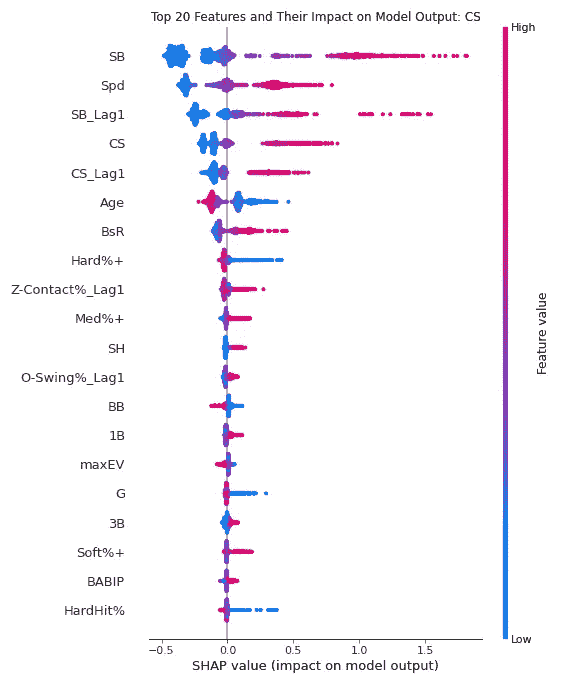 Top 20 Features and Their Impact on Model Output: CS
High
SB
Spd
SB_Lag1
CS
CS_Lag1
Age
BsR
Hard%+
Z-Contact%_Lag1
Med%+
SH
O-Swing%_Lag1
BB
1B
maxEV
G
3B
Soft%+
BABIP
HardHit%
Feature value
Low
−0.5 0.0 0.5 1.0 1.5
SHAP value (impact on model output)